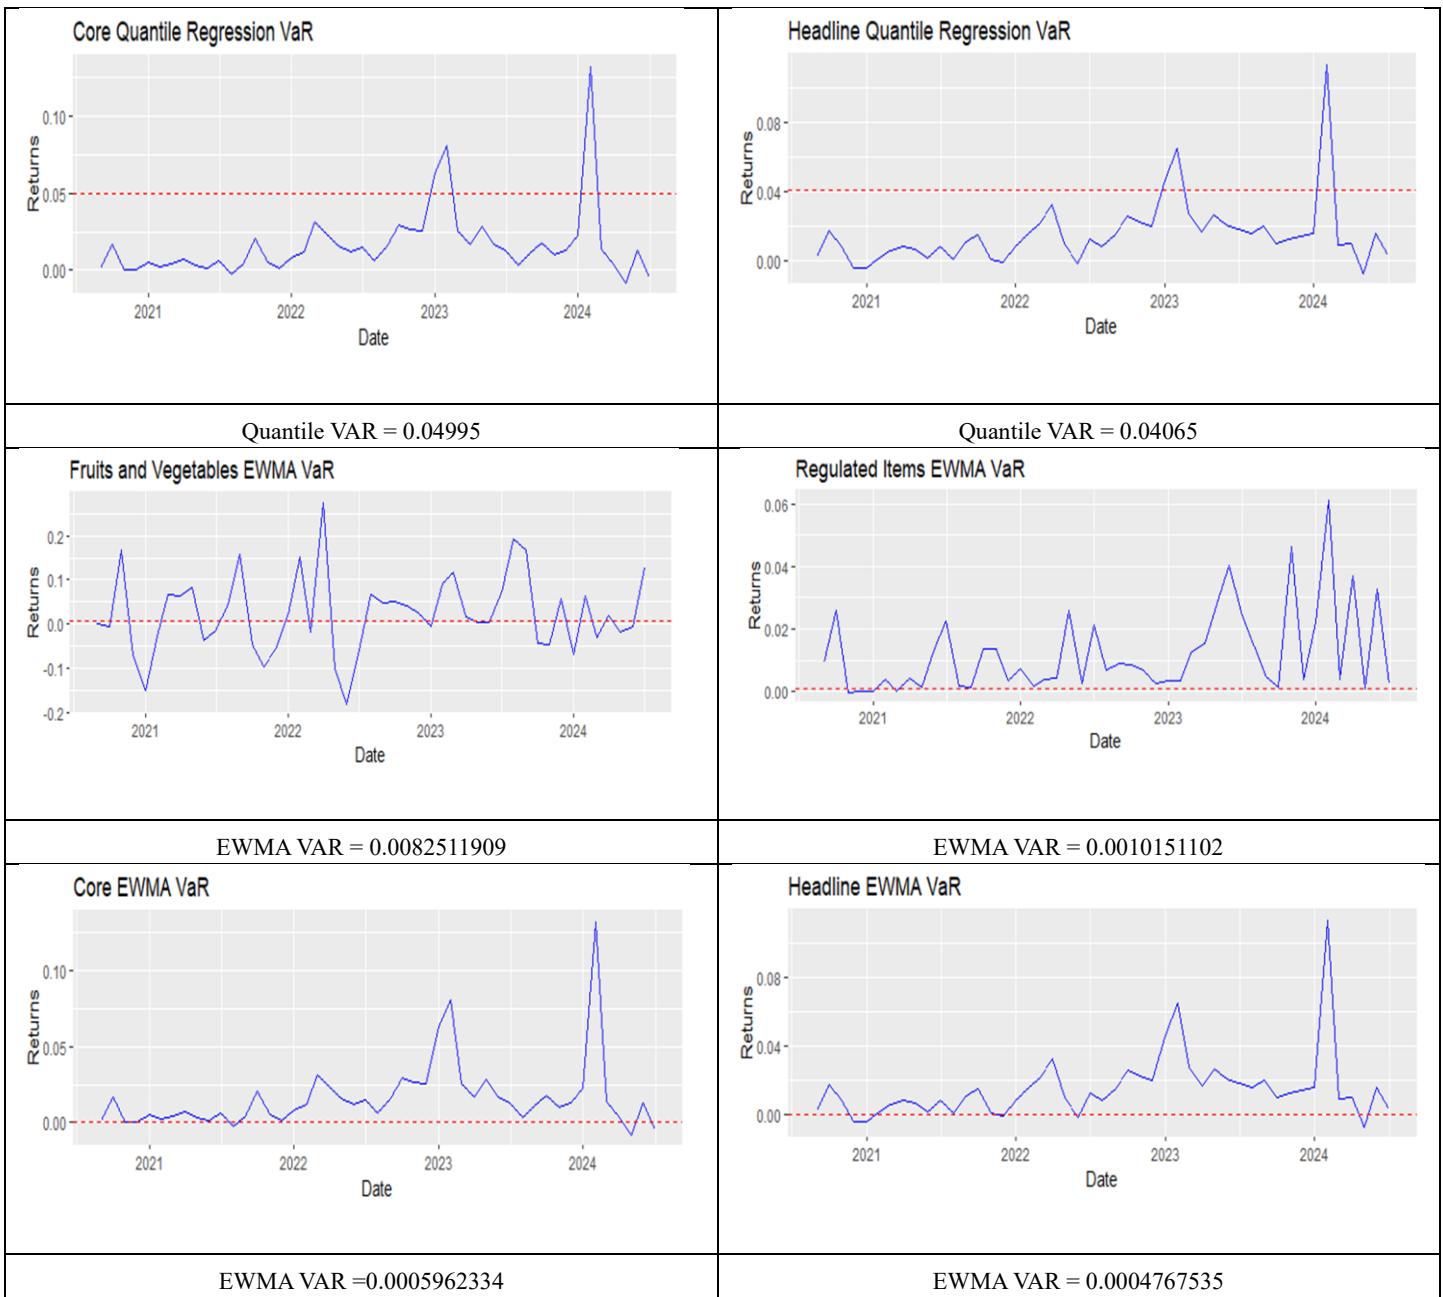 Core Quantile Regression VaR
0.10
0.05
0.00
Returns
2021 2022 2023 2024
Date
Headline Quantile Regression VaR
0.08
0.04
0.00
Returns
2021 2022 2023 2024
Date
Quantile VAR = 0.04995
Quantile VAR = 0.04065
Fruits and Vegetables EWMA VaR
0.2
0.1
0.0
-0.1
-0.2
Returns
2021 2022 2023 2024
Date
Regulated Items EWMA VaR
0.06
0.04
0.02
0.00
Returns
2021 2022 2023 2024
Date
EWMA VAR = 0.0082511909
EWMA VAR = 0.0010151102
Core EWMA VaR
0.10
0.05
0.00
Returns
2021 2022 2023 2024
Date
Headline EWMA VaR
0.08
0.04
0.00
Returns
2021 2022 2023 2024
Date
EWMA VAR =0.0005962334
EWMA VAR = 0.0004767535